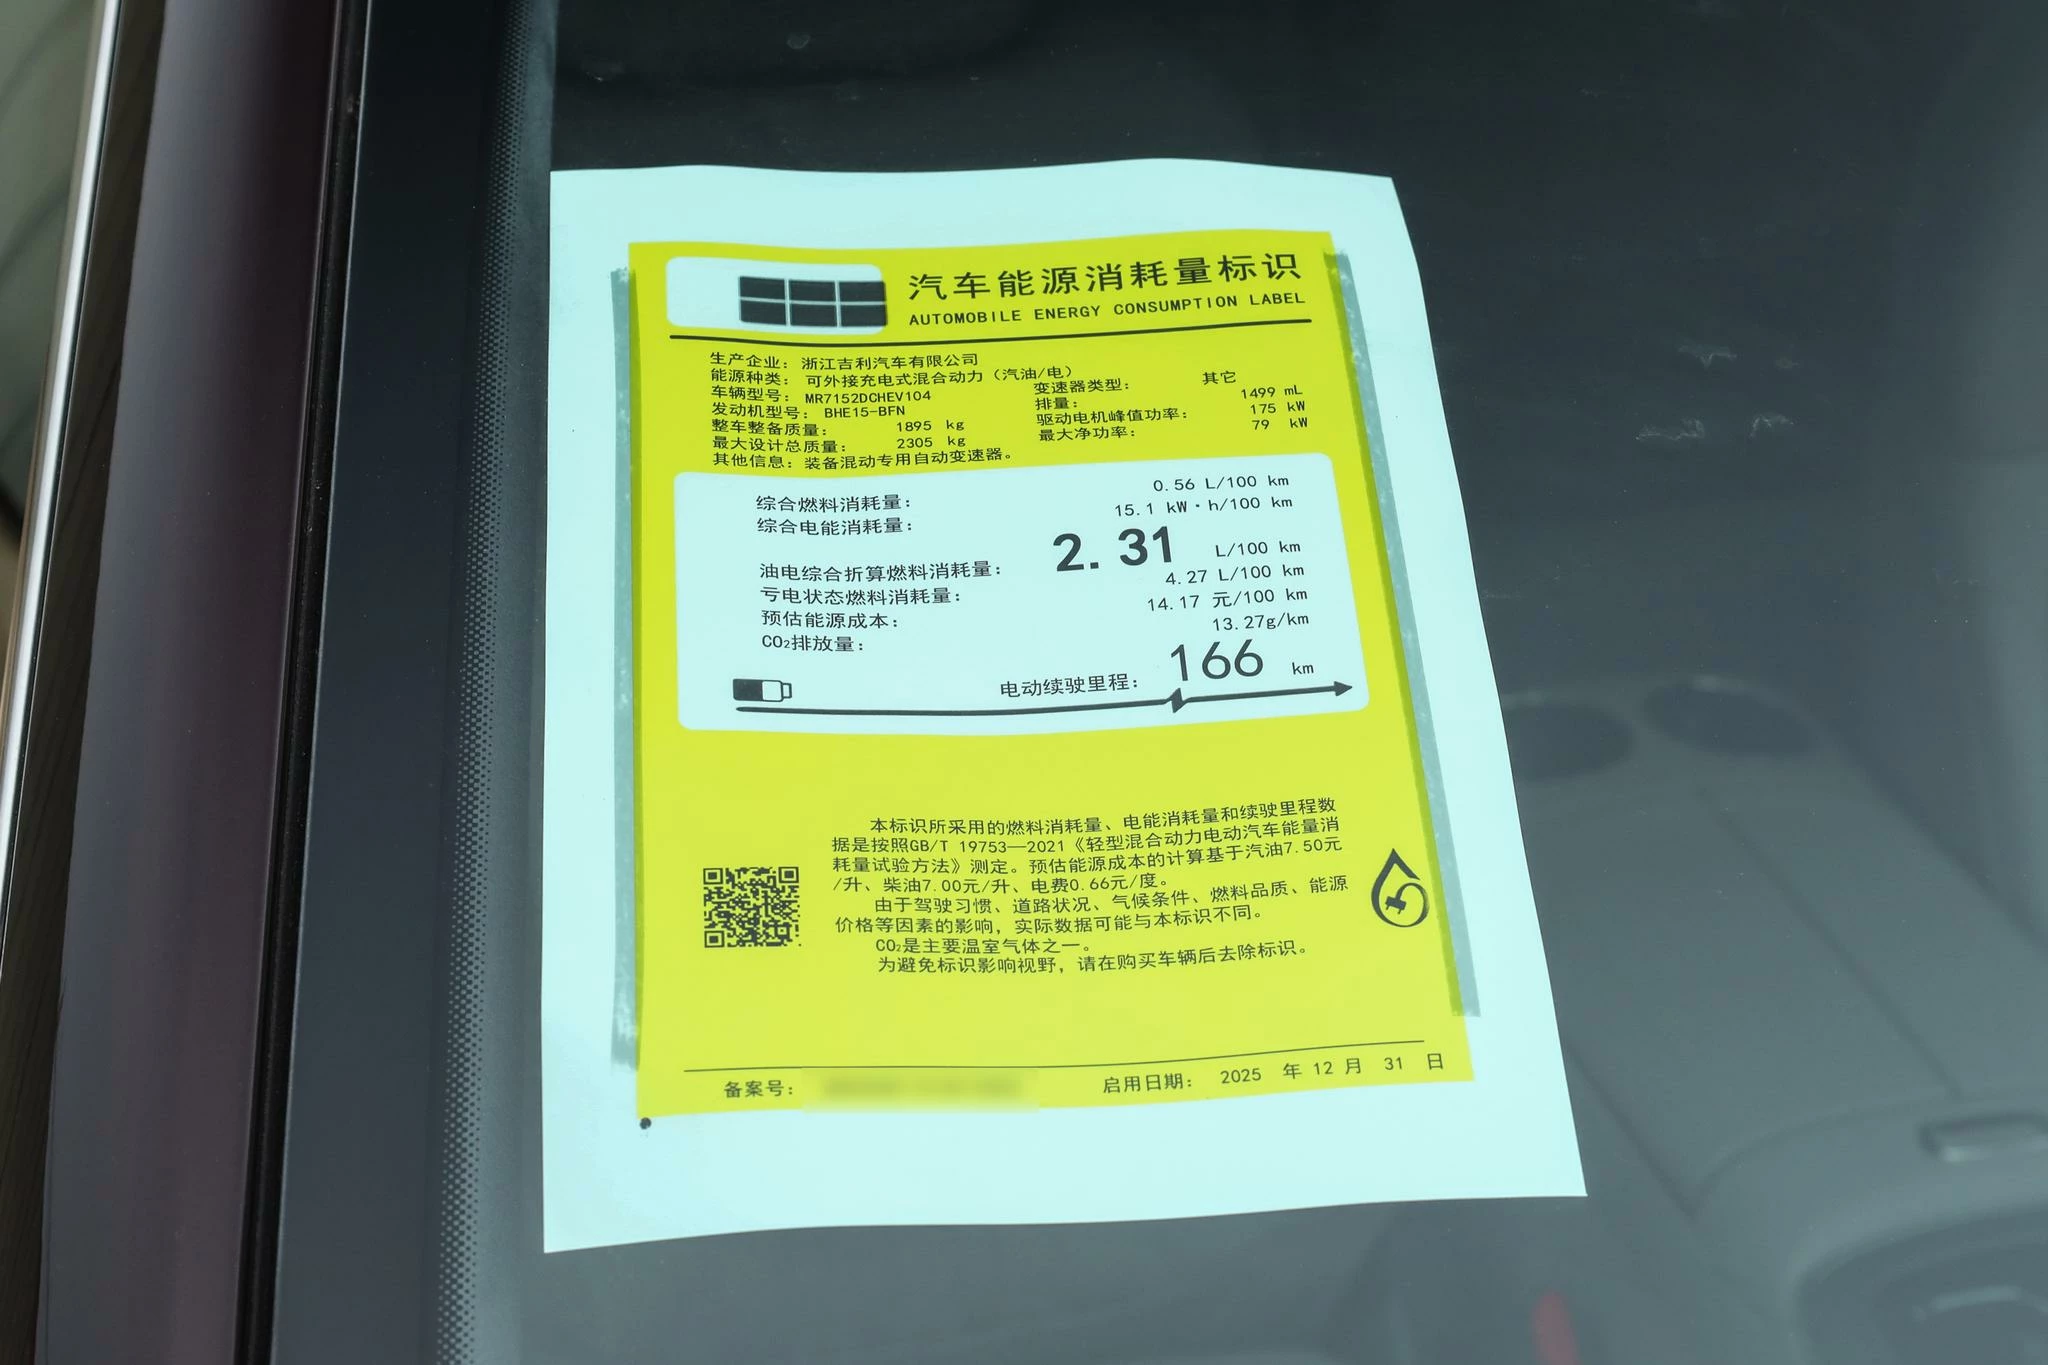 汽车能源消耗量标识
AUTOMOBILE ENERGY CONSUMPTION LABEL
生产企业: 浙江吉利汽车有限公司
能源种类: 可外接充电式混合动力（汽油/电）
车辆型号: MR7152DCHEV104 变速器类型: 其它
发动机型号: BHE15-BFN 排量: 1499 mL
整车整备质量: 1895 kg 驱动电机峰值功率: 175 kW
最大设计总质量: 2305 kg 最大净功率: 79 kW
其他信息: 装备混动专用自动变速器。
综合燃料消耗量: 0.56 L/100 km
综合电能消耗量: 15.1 kW·h/100 km
油电综合折算燃料消耗量: 2.31 L/100 km
亏电状态燃料消耗量: 4.27 L/100 km
预估能源成本: 14.17 元/100 km
CO₂排放量: 13.27g/km
电动续驶里程: 166 km
本标识所采用的燃料消耗量、电能消耗量和续驶里程数
据是按照GB/T 19753—2021《轻型混合动力电动汽车能量消
耗量试验方法》测定。预估能源成本的计算基于汽油7.50元
/升、柴油7.00元/升、电费0.66元/度。
由于驾驶习惯、道路状况、气候条件、燃料品质、能源
价格等因素的影响，实际数据可能与本标识不同。
CO₂是主要温室气体之一。
为避免标识影响视野，请在购买车辆后去除标识。
备案号: 启用日期: 2025 年 12 月 31 日